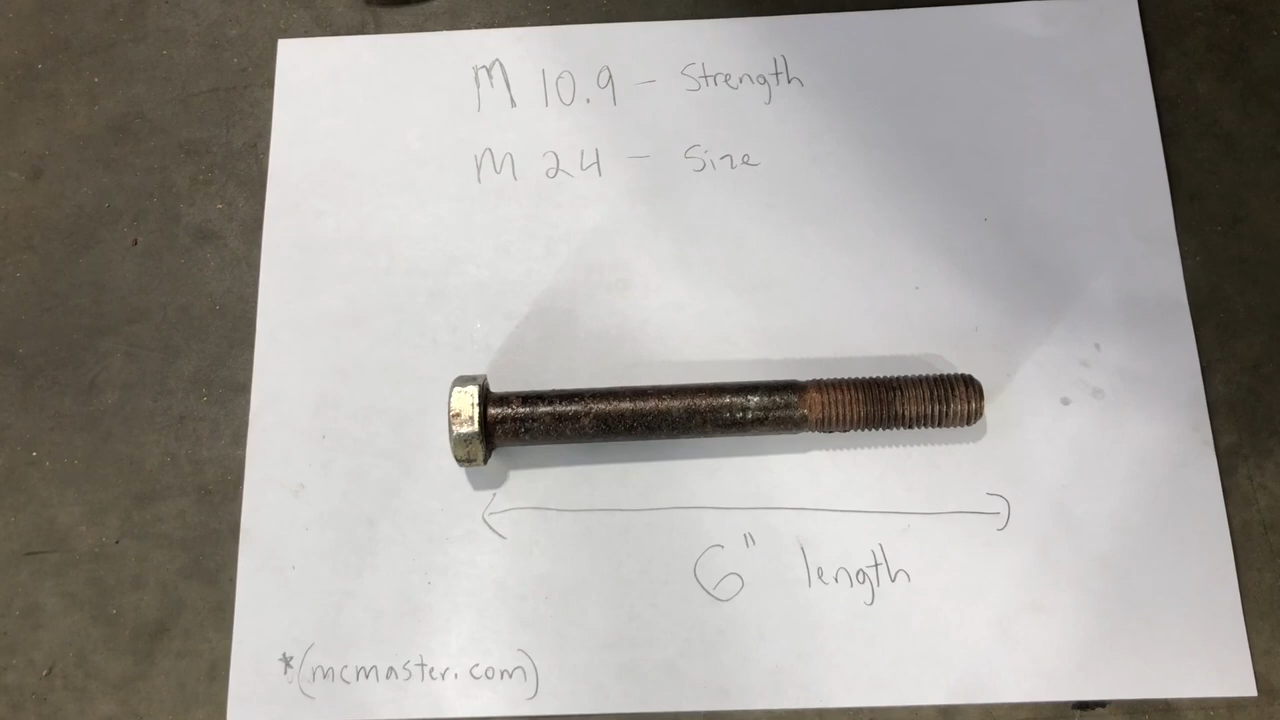 M 10.9 - Strength
M 24 - Size
6" length
*(mcmaster.com)